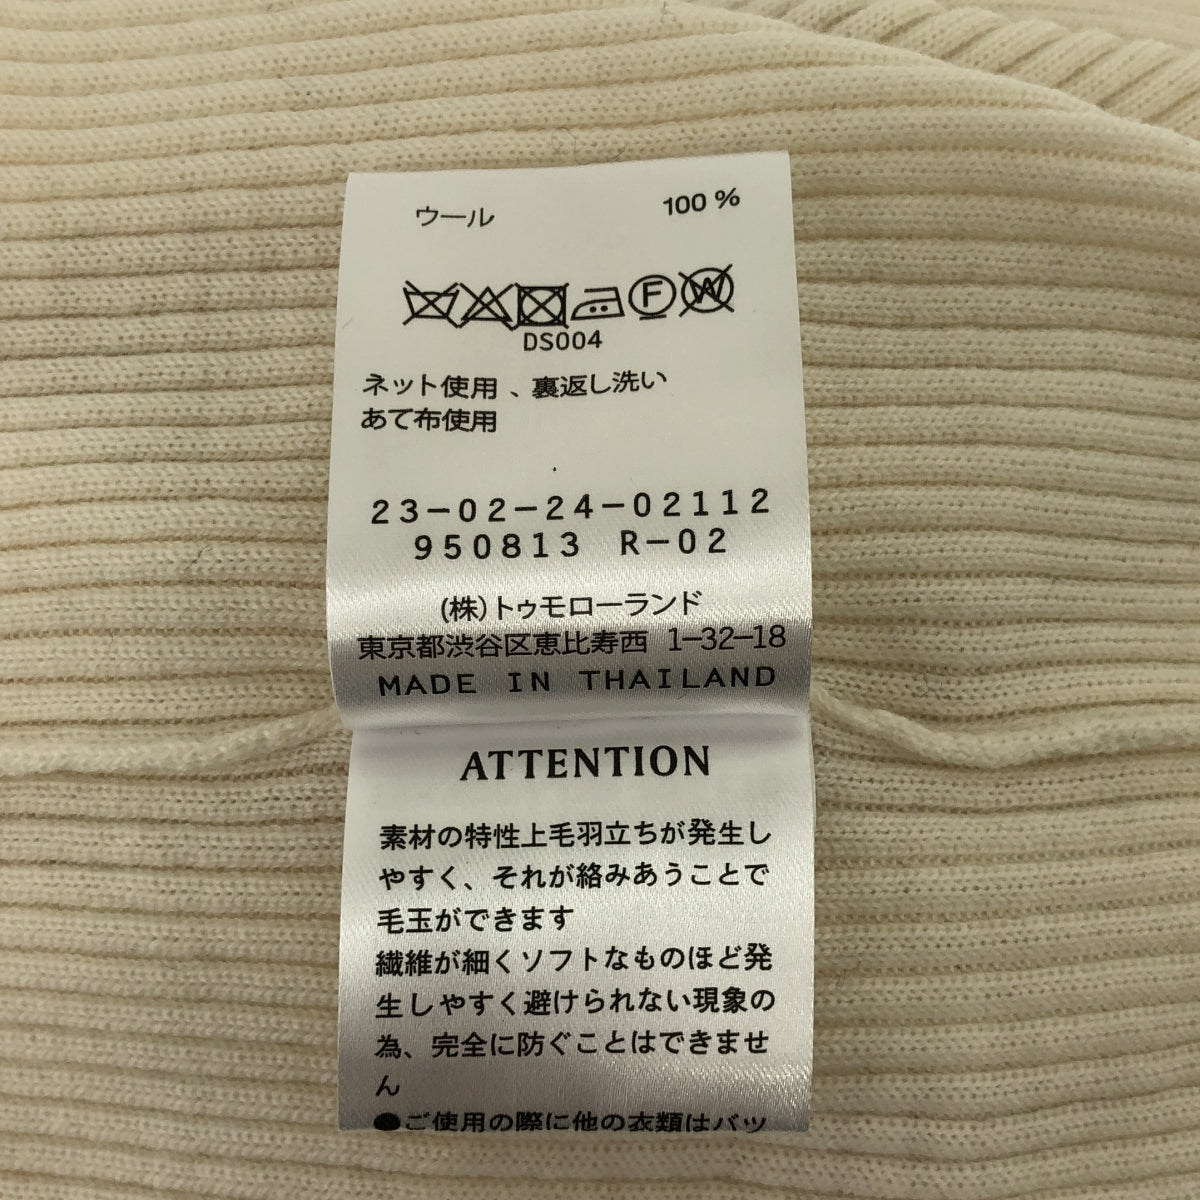 ウール 100 %
F W
DS004
ネット使用 、裏返し洗い
あて布使用
23-02-24-02112
950813 R-02
(株)トゥモローランド
東京都渋谷区恵比寿西 1-32-18
MADE IN THAILAND
ATTENTION
素材の特性上毛羽立ちが発生し
やすく、それが絡みあうことで
毛玉ができます
繊維が細くソフトなものほど発
生しやすく避けられない現象の
為、完全に防ぐことはできませ
ん
●ご使用の際に他の衣類はバッ